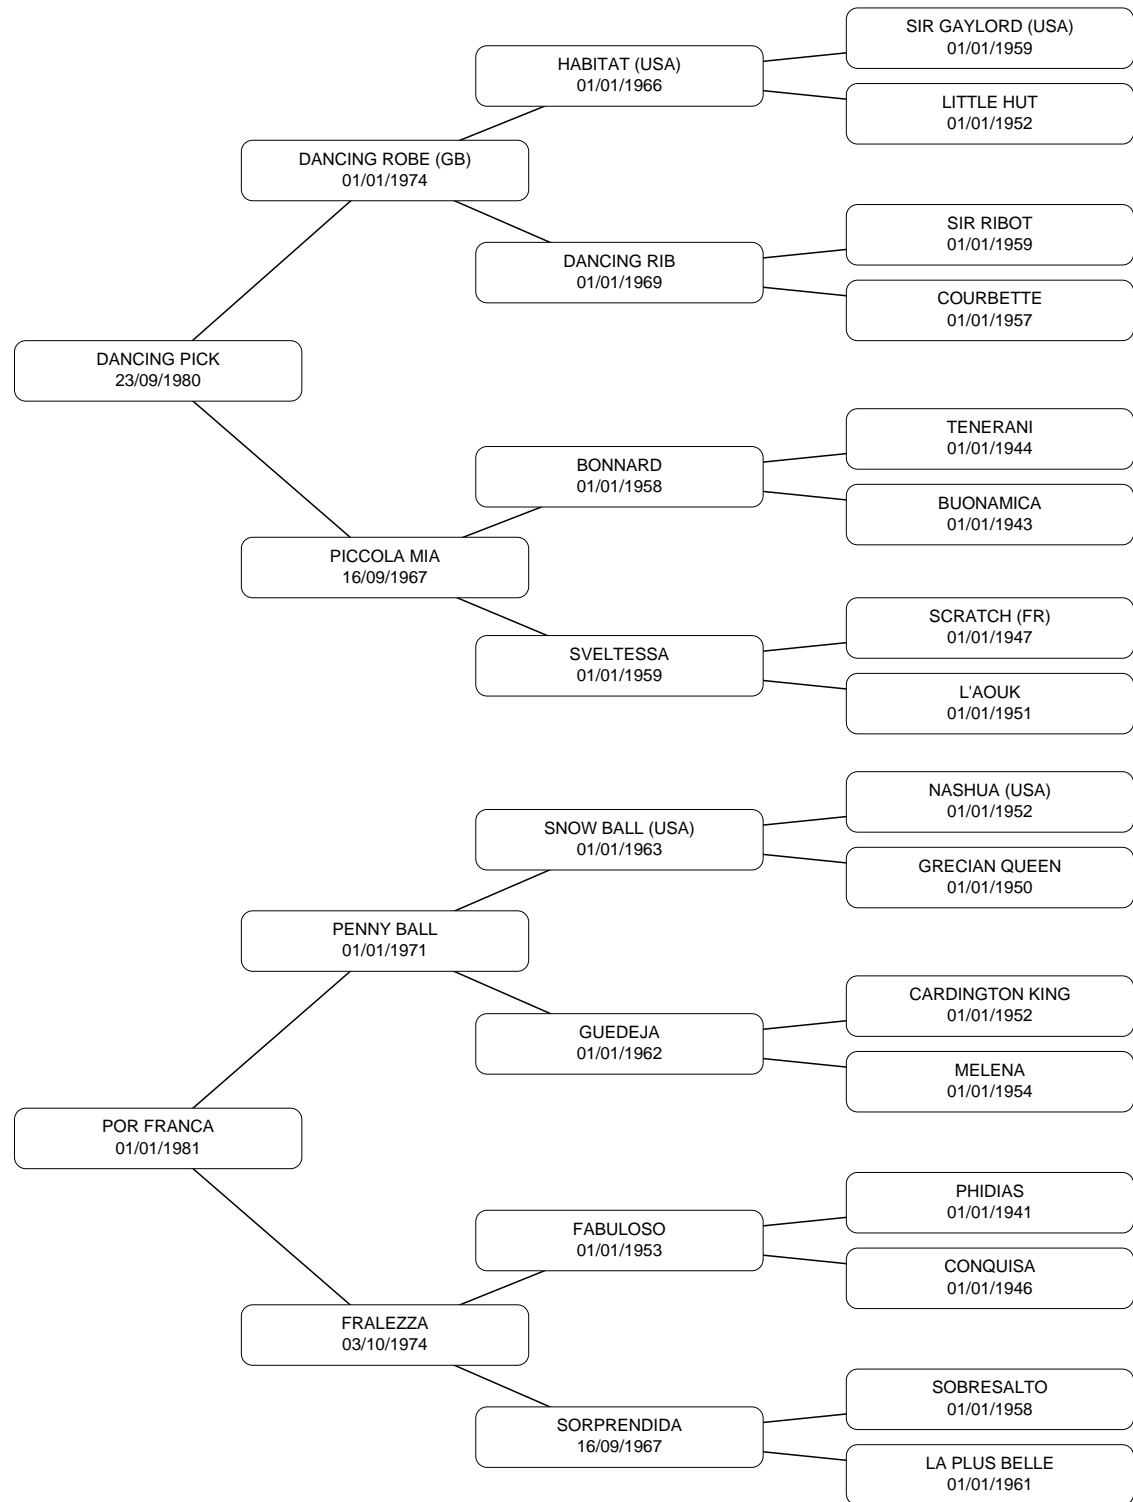 SIR GAYLORD (USA)
01/01/1959
HABITAT (USA)
01/01/1966
LITTLE HUT
01/01/1952
DANCING ROBE (GB)
01/01/1974
SIR RIBOT
01/01/1959
DANCING RIB
01/01/1969
COURBETTE
01/01/1957
DANCING PICK
23/09/1980
TENERANI
01/01/1944
BONNARD
01/01/1958
BUONAMICA
01/01/1943
PICCOLA MIA
16/09/1967
SCRATCH (FR)
01/01/1947
SVELTESSA
01/01/1959
L'AOUK
01/01/1951
NASHUA (USA)
01/01/1952
SNOW BALL (USA)
01/01/1963
GRECIAN QUEEN
01/01/1950
PENNY BALL
01/01/1971
CARDINGTON KING
01/01/1952
GUEDEJA
01/01/1962
MELENA
01/01/1954
POR FRANCA
01/01/1981
PHIDIAS
01/01/1941
FABULOSO
01/01/1953
CONQUISA
01/01/1946
FRALEZZA
03/10/1974
SOBRESALTO
01/01/1958
SORPRENDIDA
16/09/1967
LA PLUS BELLE
01/01/1961